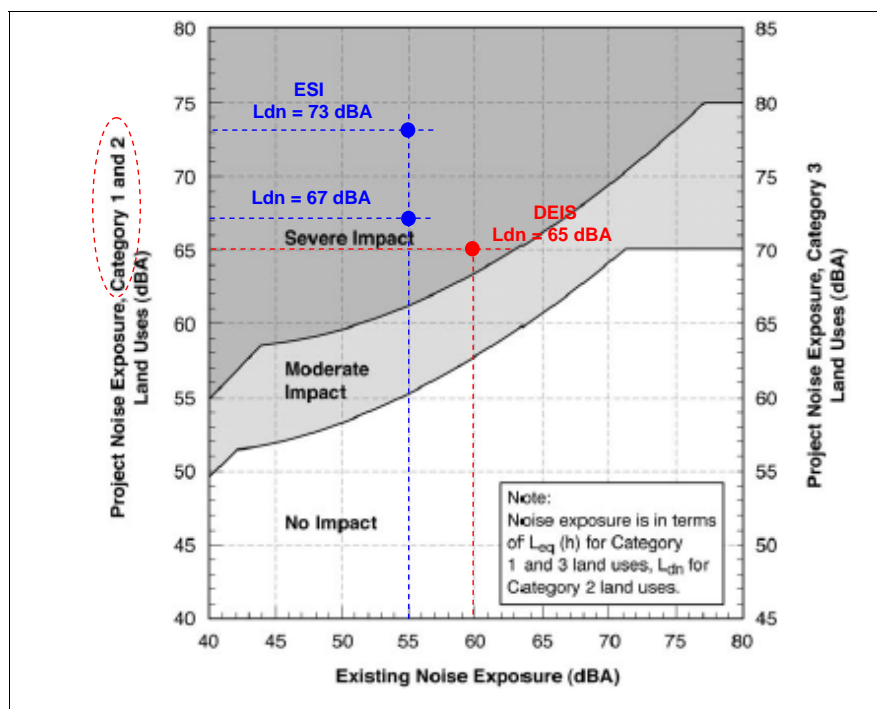 80
75
70
65
60
55
50
45
40
85
80
75
70
65
60
55
50
45
40
45
50
55
60
65
70
75
80
Project Noise Exposure, Category 1 and 2
Land Uses (dBA)
Project Noise Exposure, Category 3
Land Uses (dBA)
Existing Noise Exposure (dBA)
ESI
Ldn = 73 dBA
Ldn = 67 dBA
DEIS
Ldn = 65 dBA
Severe Impact
Moderate
Impact
No Impact
Note:
Noise exposure is in terms
of Leq (h) for Category
1 and 3 land uses, Ldn for
Category 2 land uses.